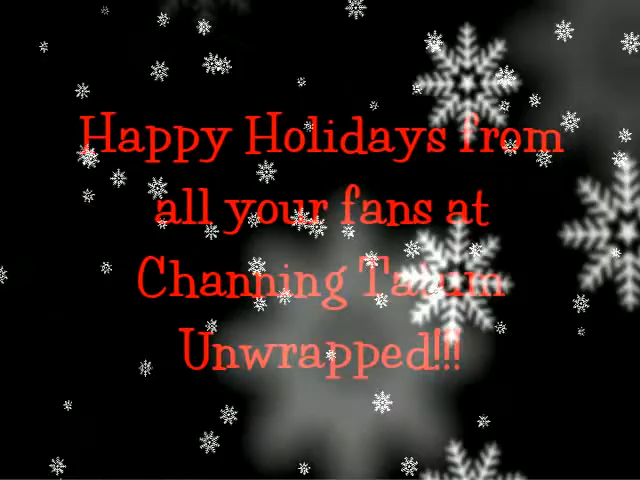 Happy Holidays from
all your fans at
Channing Tatum
Unwrapped!!!